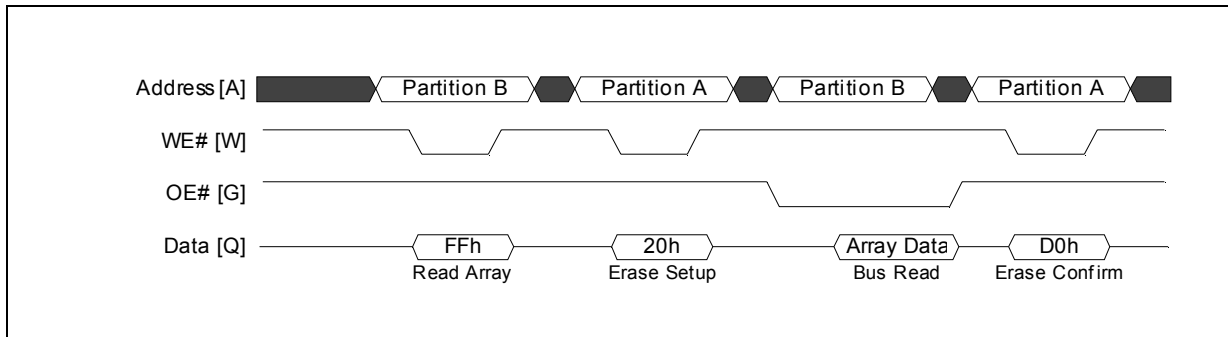 Address [A] Partition B Partition A Partition B Partition A
WE# [W]
OE# [G]
Data [Q] FFh 20h Array Data D0h
Read Array Erase Setup Bus Read Erase Confirm